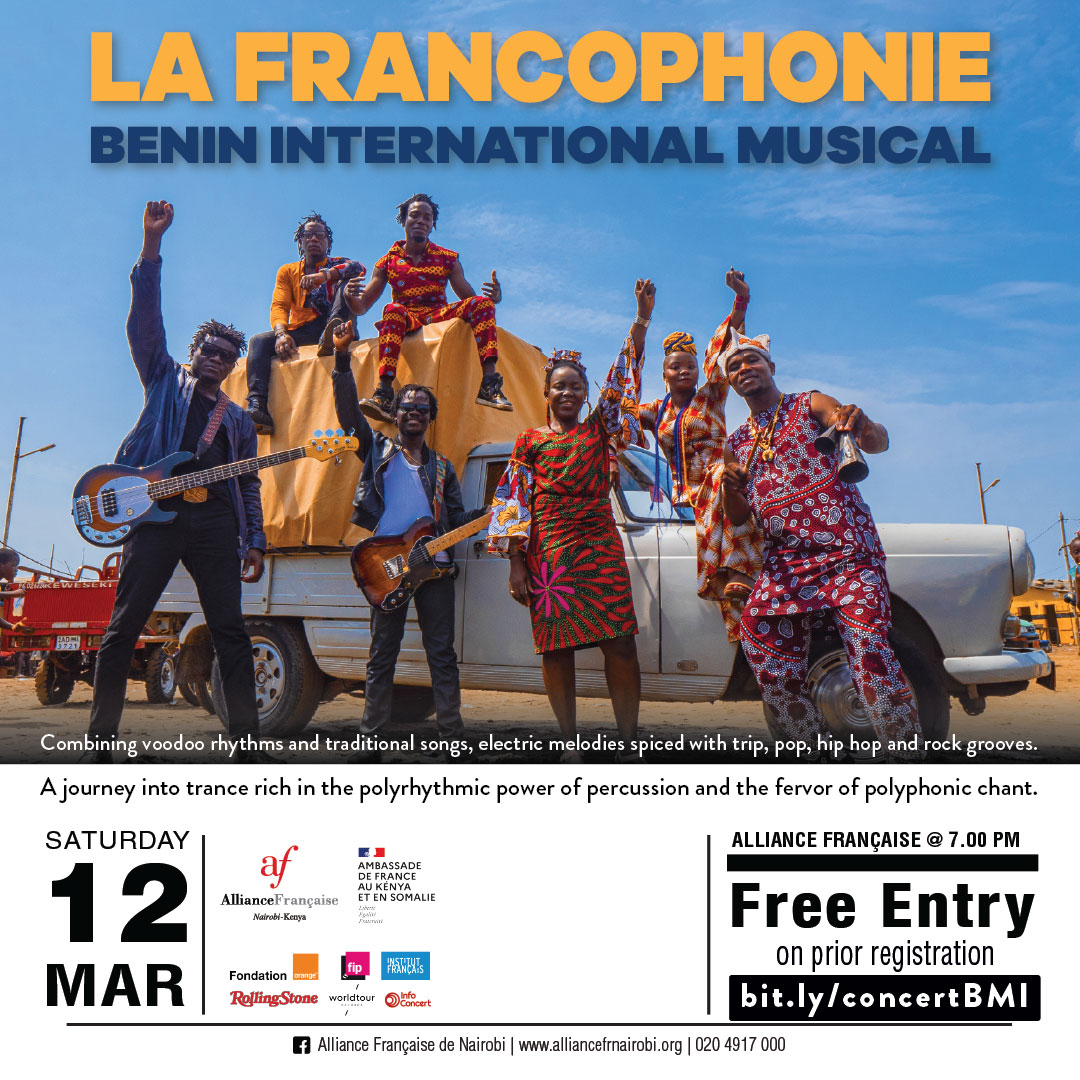 LA FRANCOPHONIE
BENIN INTERNATIONAL MUSICAL
Combining voodoo rhythms and traditional songs, electric melodies spiced with trip, pop, hip hop and rock grooves.
A journey into trance rich in the polyrhythmic power of percussion and the fervor of polyphonic chant.
SATURDAY
12
MAR
af
AllianceFrançaise
Nairobi-Kenya
AMBASSADE
DE FRANCE
AU KÉNYA
ET EN SOMALIE
Liberté
Égalité
Fraternité
Fondation orange
fip
INSTITUT
FRANÇAIS
RollingStone
worldtour
Info
Concert
ALLIANCE FRANÇAISE @ 7.00 PM
Free Entry
on prior registration
bit.ly/concertBMI
Alliance Française de Nairobi | www.alliancefrnairobi.org | 020 4917 000